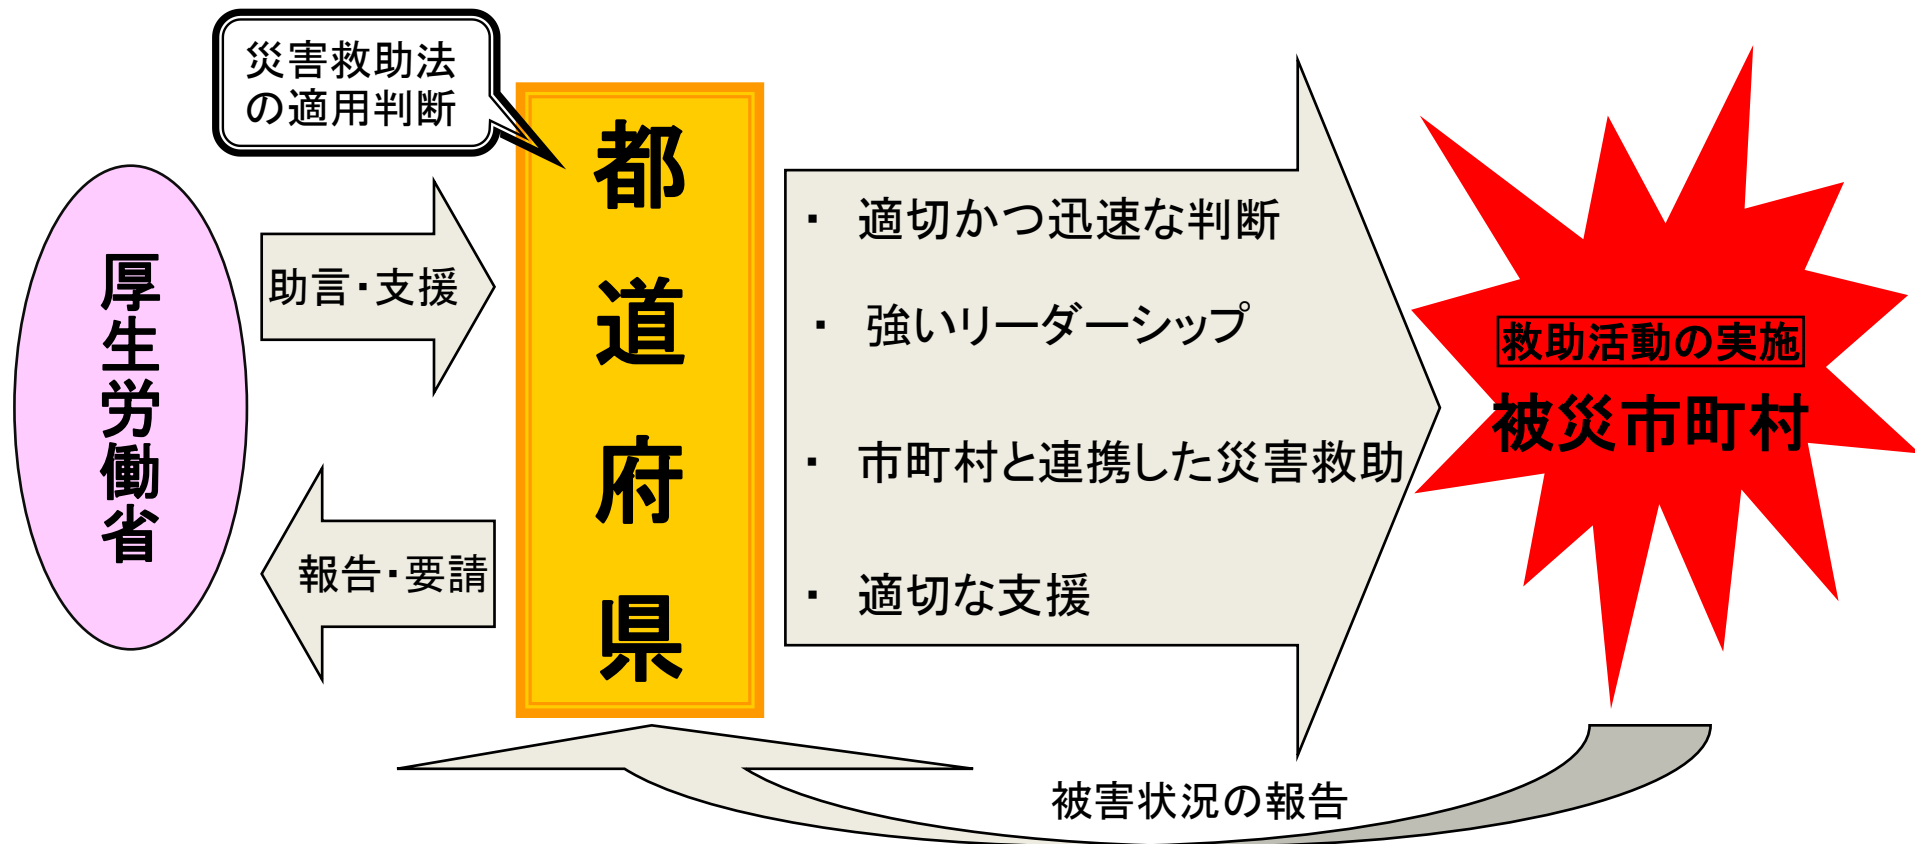 災害救助法
の適用判断
厚生労働省
助言・支援
報告・要請
都道府県
・ 適切かつ迅速な判断
・ 強いリーダーシップ
・ 市町村と連携した災害救助
・ 適切な支援
救助活動の実施
被災市町村
被害状況の報告